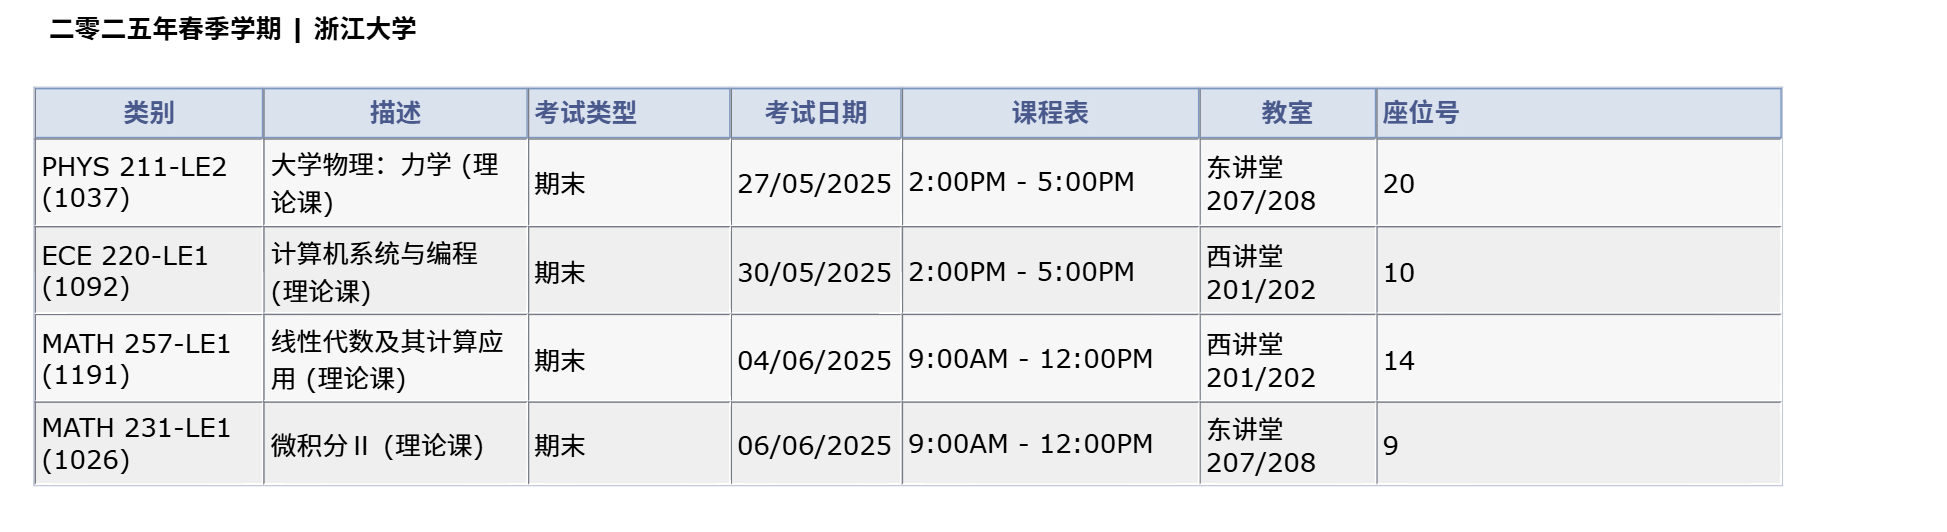 二零二五年春季学期 | 浙江大学
类别 描述 考试类型 考试日期 课程表 教室 座位号
PHYS 211-LE2
(1037)
大学物理：力学 (理
论课)
期末
27/05/2025
2:00PM - 5:00PM
东讲堂
207/208
20
ECE 220-LE1
(1092)
计算机系统与编程
(理论课)
期末
30/05/2025
2:00PM - 5:00PM
西讲堂
201/202
10
MATH 257-LE1
(1191)
线性代数及其计算应
用 (理论课)
期末
04/06/2025
9:00AM - 12:00PM
西讲堂
201/202
14
MATH 231-LE1
(1026)
微积分Ⅱ (理论课)
期末
06/06/2025
9:00AM - 12:00PM
东讲堂
207/208
9